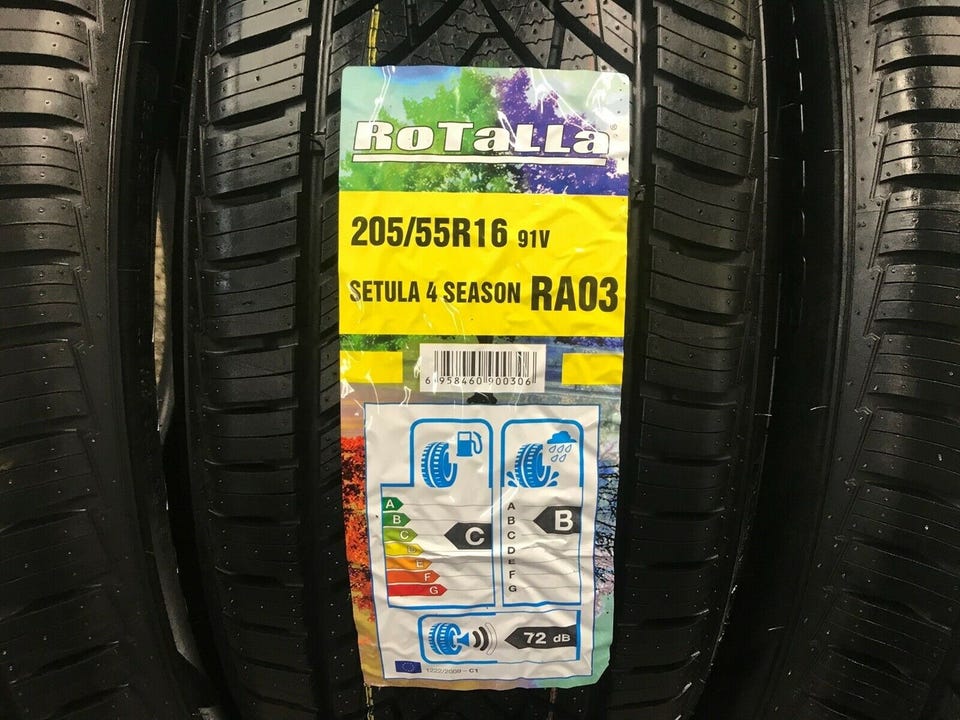 RoTaLLa
®
205/55R16 91V
SETULA 4 SEASON RA03
6 958460 900306
A
B
C
D
E
F
G
C
A
B
C
D
E
F
G
B
72 dB
1222/2009 - C1